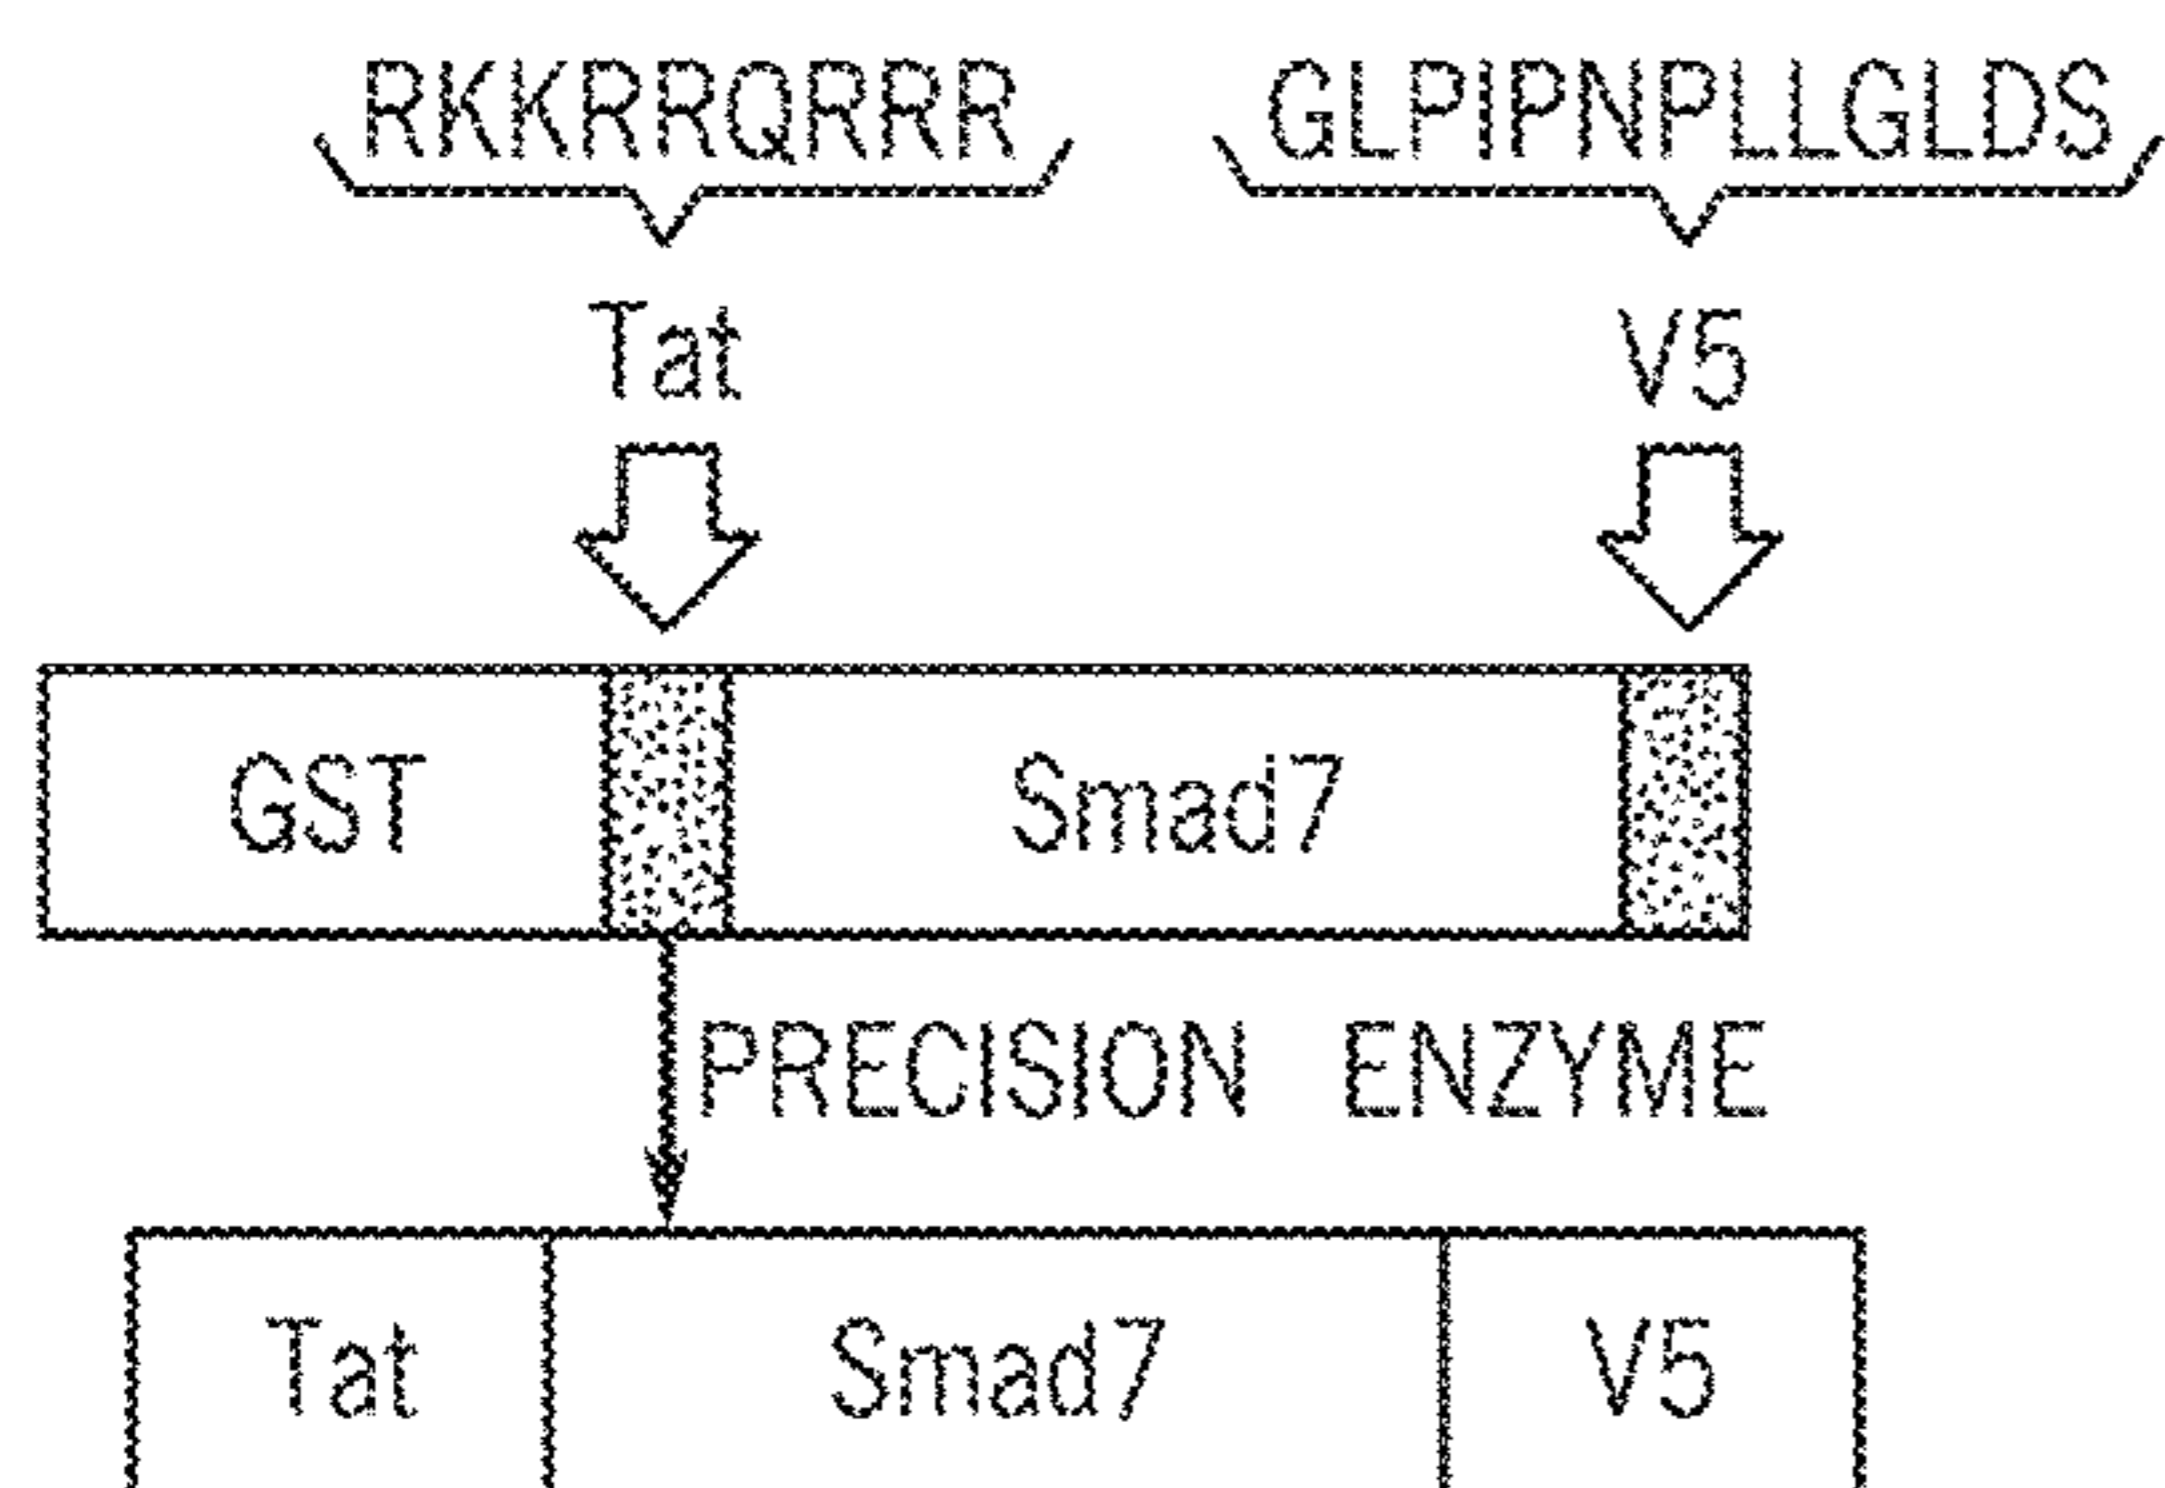 RKKRRQRRR GLPIPNPLLGLDS
Tat V5
GST Smad7
PRECISION ENZYME
Tat Smad7 V5